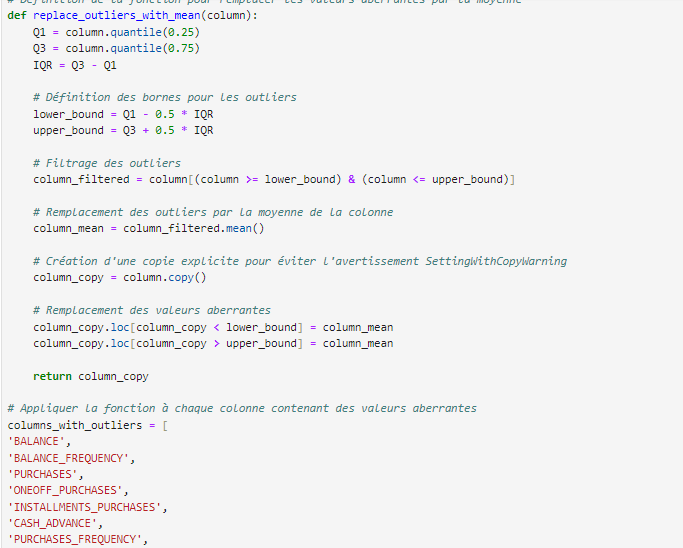 # Définition de la fonction pour remplacer les valeurs aberrantes par la moyenne
def replace_outliers_with_mean(column):
    Q1 = column.quantile(0.25)
    Q3 = column.quantile(0.75)
    IQR = Q3 - Q1
    # Définition des bornes pour les outliers
    lower_bound = Q1 - 0.5 * IQR
    upper_bound = Q3 + 0.5 * IQR
    # Filtrage des outliers
    column_filtered = column[(column >= lower_bound) & (column <= upper_bound)]
    # Remplacement des outliers par la moyenne de la colonne
    column_mean = column_filtered.mean()
    # Création d'une copie explicite pour éviter l'avertissement SettingWithCopyWarning
    column_copy = column.copy()
    # Remplacement des valeurs aberrantes
    column_copy.loc[column_copy < lower_bound] = column_mean
    column_copy.loc[column_copy > upper_bound] = column_mean
    return column_copy
# Appliquer la fonction à chaque colonne contenant des valeurs aberrantes
columns_with_outliers = [
'BALANCE',
'BALANCE_FREQUENCY',
'PURCHASES',
'ONEOFF_PURCHASES',
'INSTALLMENTS_PURCHASES',
'CASH_ADVANCE',
'PURCHASES_FREQUENCY',